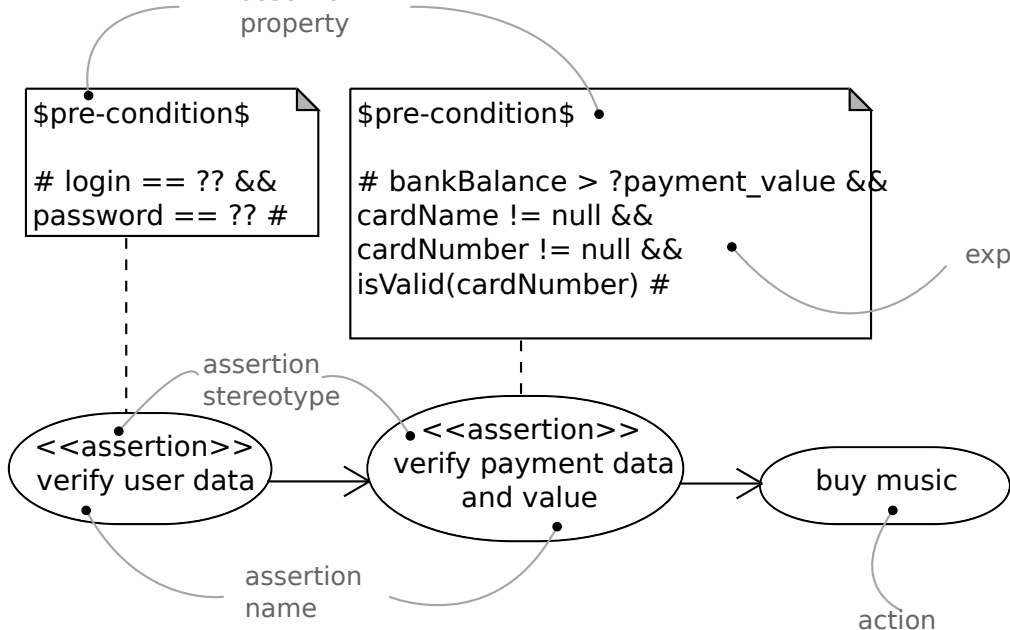 property
$pre-condition$
# login == ?? &&
password == ?? #
$pre-condition$
# bankBalance > ?payment_value &&
cardName != null &&
cardNumber != null &&
isValid(cardNumber) #
exp
assertion
stereotype
<<assertion>>
verify user data
<<assertion>>
verify payment data
and value
buy music
assertion
name
action